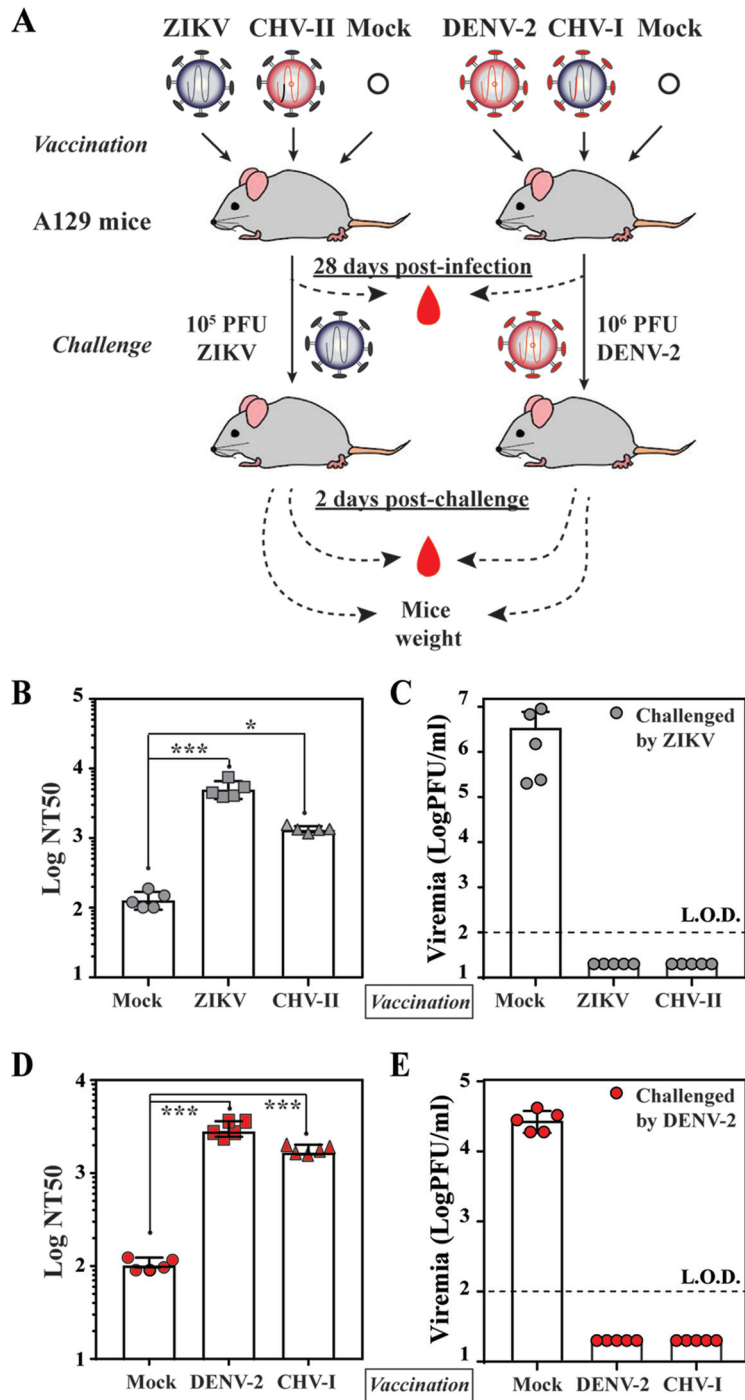 A
ZIKV CHV-II Mock DENV-2 CHV-I Mock
Vaccination
A129 mice
28 days post-infection
Challenge
10⁵ PFU
ZIKV
10⁶ PFU
DENV-2
2 days post-challenge
Mice
weight
B
Log NT50
5
4
3
2
1
*
***
Mock ZIKV CHV-II
Vaccination
C
Viremia (LogPFU/ml)
7
6
5
4
3
2
1
Challenged
by ZIKV
L.O.D.
Mock ZIKV CHV-II
D
Log NT50
4
3
2
1
***
***
Mock DENV-2 CHV-I
Vaccination
E
Viremia (LogPFU/ml)
5
4
3
2
1
Challenged
by DENV-2
L.O.D.
Mock DENV-2 CHV-I